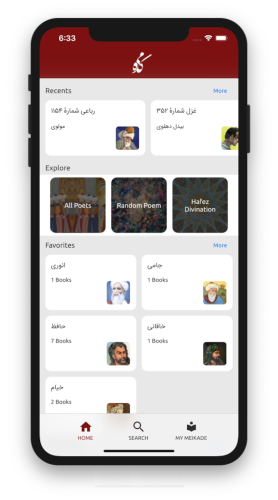 6:33
Recents
More
رباعی شمارهٔ ۱۱۵۴
مولوی
غزل شمارهٔ ۳۵۲
بیدل دهلوی
Explore
All Poets
Random Poem
Hafez
Divination
Favorites
More
انوری
1 Books
جامی
1 Books
حافظ
7 Books
خاقانی
1 Books
خیام
2 Books
HOME
SEARCH
MY MEIKADE